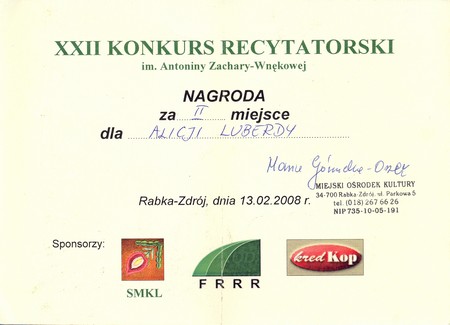 XXII KONKURS RECYTATORSKI
im. Antoniny Zachary-Wnękowej
NAGRODA
za II miejsce
dla ALICJI LUBERDY
MIEJSKI OŚRODEK KULTURY
34-700 Rabka-Zdrój, ul. Parkowa 5
tel. (018) 267 66 26
NIP 735-10-05-191
Rabka-Zdrój, dnia 13.02.2008 r.
Sponsorzy:
SMKL
FRRR
kred Kop